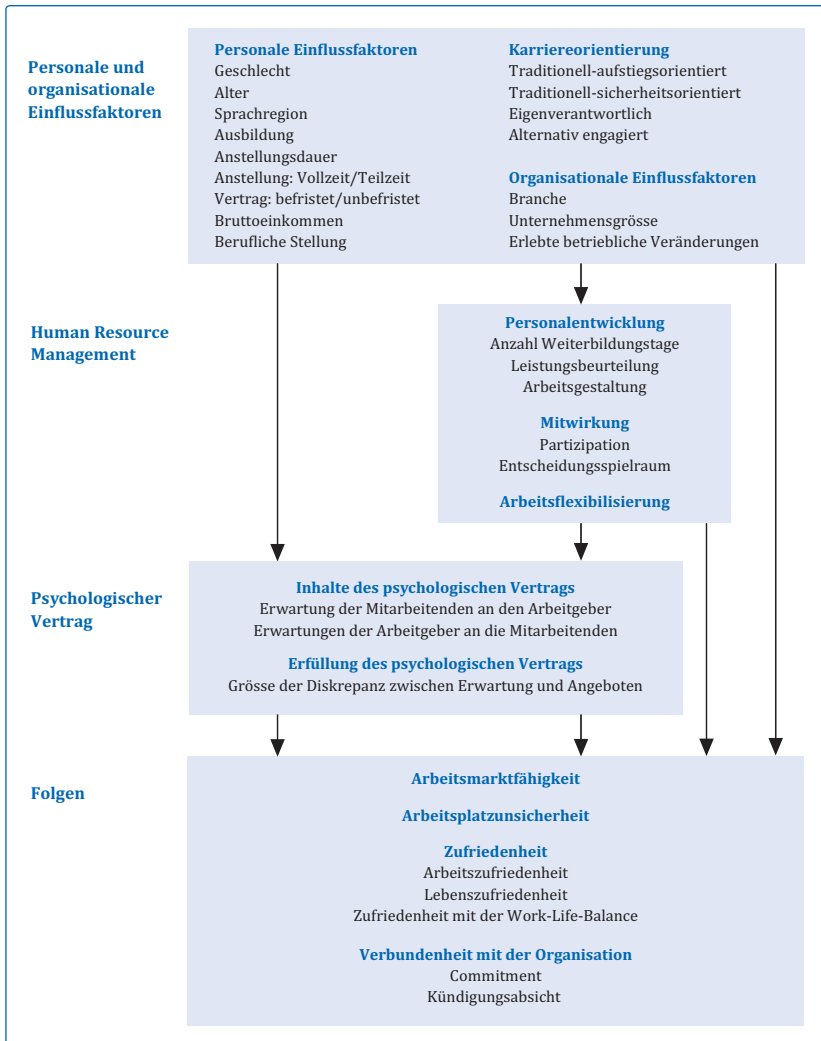 Personale und
organisationale
Einflussfaktoren
Personale Einflussfaktoren
Geschlecht
Alter
Sprachregion
Ausbildung
Anstellungsdauer
Anstellung: Vollzeit/Teilzeit
Vertrag: befristet/unbefristet
Bruttoeinkommen
Berufliche Stellung
Karriereorientierung
Traditionell-aufstiegsorientiert
Traditionell-sicherheitsorientiert
Eigenverantwortlich
Alternativ engagiert
Organisationale Einflussfaktoren
Branche
Unternehmensgrösse
Erlebte betriebliche Veränderungen
Human Resource
Management
Personalentwicklung
Anzahl Weiterbildungstage
Leistungsbeurteilung
Arbeitsgestaltung
Mitwirkung
Partizipation
Entscheidungsspielraum
Arbeitsflexibilisierung
Psychologischer
Vertrag
Inhalte des psychologischen Vertrags
Erwartung der Mitarbeitenden an den Arbeitgeber
Erwartungen der Arbeitgeber an die Mitarbeitenden
Erfüllung des psychologischen Vertrags
Grösse der Diskrepanz zwischen Erwartung und Angeboten
Folgen
Arbeitsmarktfähigkeit
Arbeitsplatzunsicherheit
Zufriedenheit
Arbeitszufriedenheit
Lebenszufriedenheit
Zufriedenheit mit der Work-Life-Balance
Verbundenheit mit der Organisation
Commitment
Kündigungsabsicht